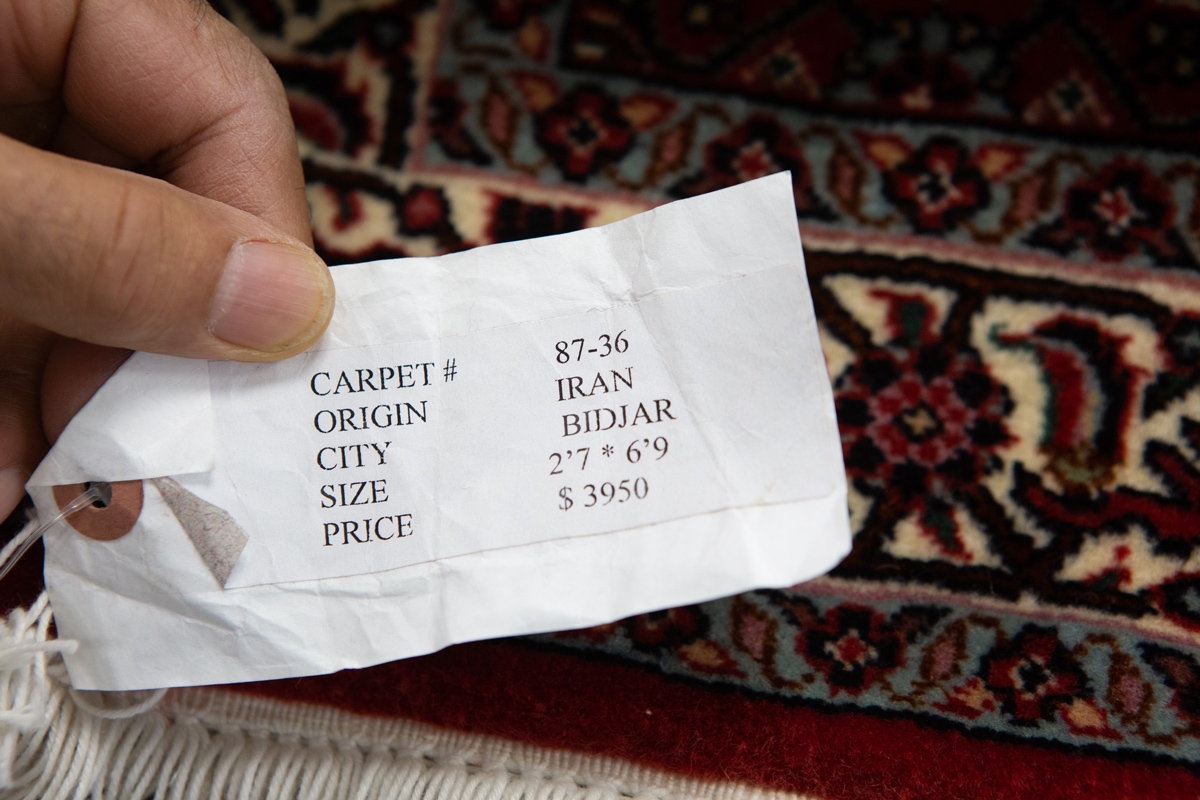 CARPET # 87-36
ORIGIN IRAN
CITY BIDJAR
SIZE 2'7 * 6'9
PRICE $ 3950